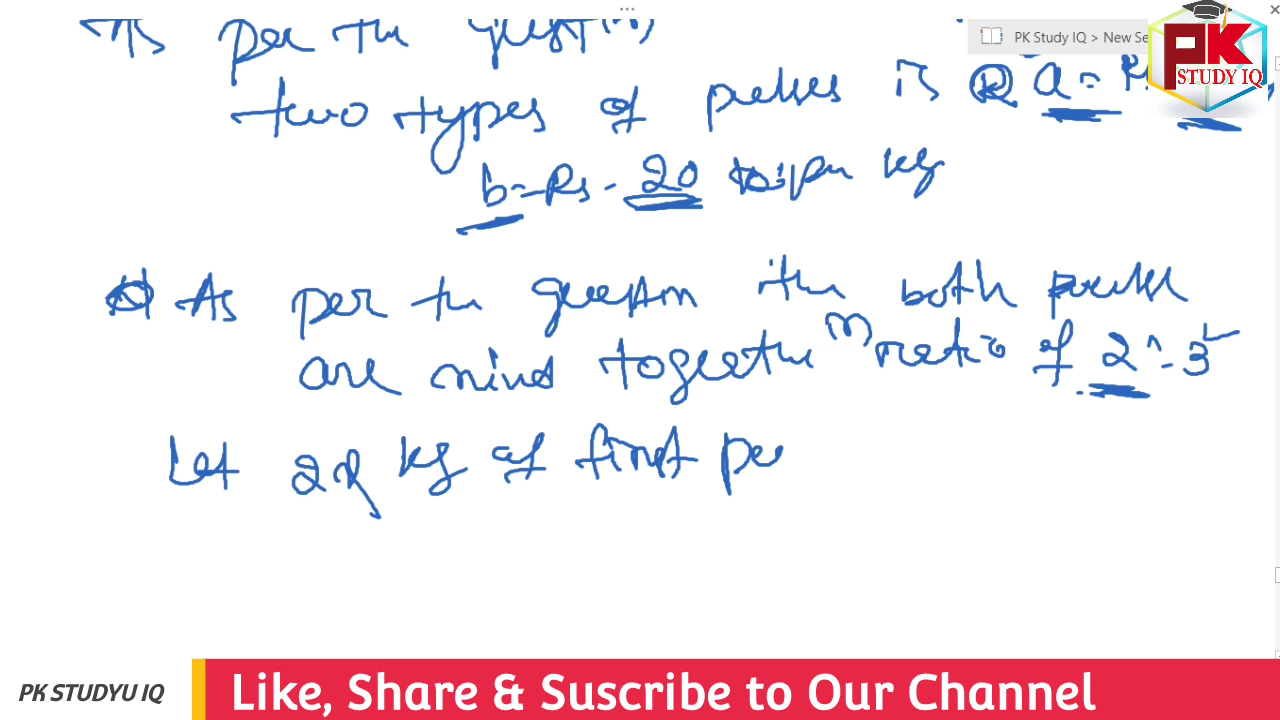 As per the question
PK Study IQ > New Se
PK
STUDY IQ
two types of pulses is a = R
b = Rs - 20 per kg
As per the question the both pulses
are mixed together in ratio of 2 : 3
Let 2x kg of first pu
PK STUDYU IQ
Like, Share & Suscribe to Our Channel